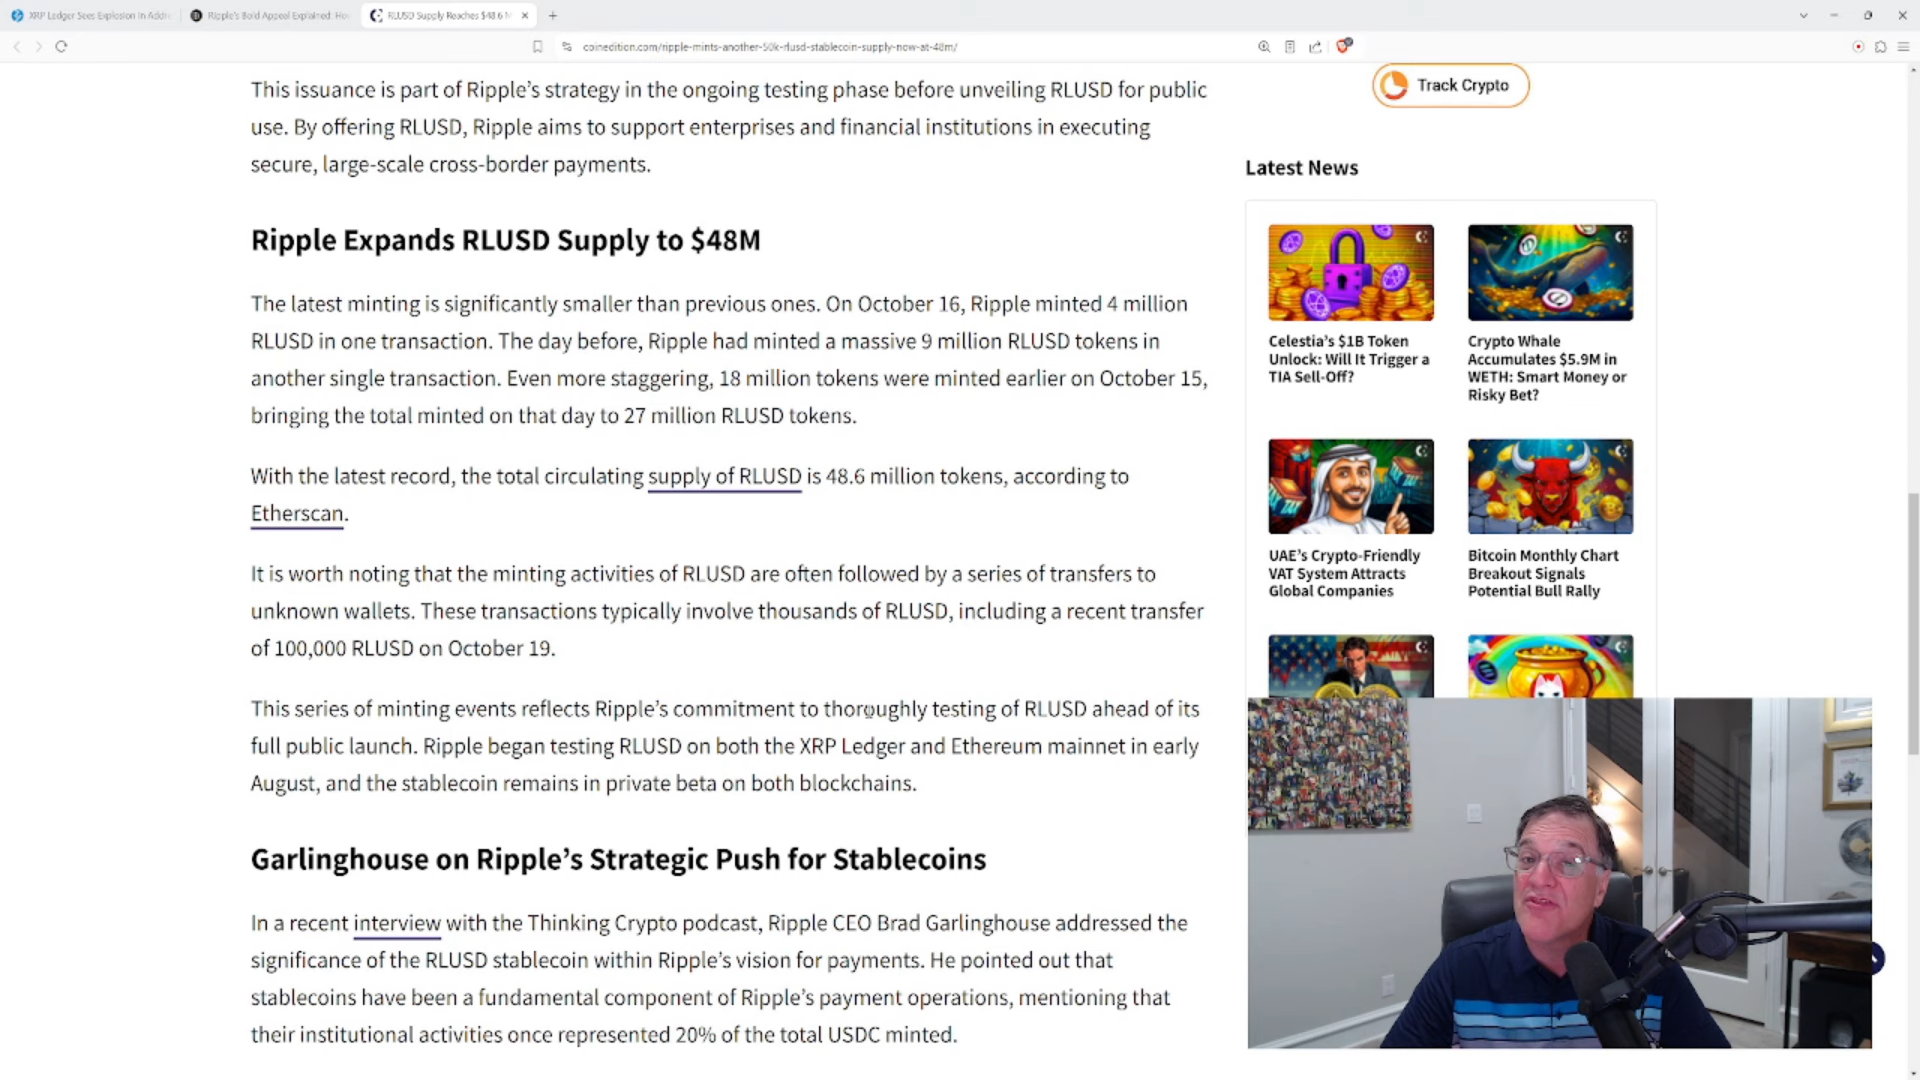 XRP Ledger Sees Explosion In Addr
Ripple's Bold Appeal Explained: Ho
RLUSD Supply Reaches $48.6 M
coinedition.com/ripple-mints-another-50k-rlusd-stablecoin-supply-now-at-48m/
This issuance is part of Ripple’s strategy in the ongoing testing phase before unveiling RLUSD for public
use. By offering RLUSD, Ripple aims to support enterprises and financial institutions in executing
secure, large-scale cross-border payments.
Ripple Expands RLUSD Supply to $48M
The latest minting is significantly smaller than previous ones. On October 16, Ripple minted 4 million
RLUSD in one transaction. The day before, Ripple had minted a massive 9 million RLUSD tokens in
another single transaction. Even more staggering, 18 million tokens were minted earlier on October 15,
bringing the total minted on that day to 27 million RLUSD tokens.
With the latest record, the total circulating supply of RLUSD is 48.6 million tokens, according to
Etherscan.
It is worth noting that the minting activities of RLUSD are often followed by a series of transfers to
unknown wallets. These transactions typically involve thousands of RLUSD, including a recent transfer
of 100,000 RLUSD on October 19.
This series of minting events reflects Ripple’s commitment to thoroughly testing of RLUSD ahead of its
full public launch. Ripple began testing RLUSD on both the XRP Ledger and Ethereum mainnet in early
August, and the stablecoin remains in private beta on both blockchains.
Garlinghouse on Ripple’s Strategic Push for Stablecoins
In a recent interview with the Thinking Crypto podcast, Ripple CEO Brad Garlinghouse addressed the
significance of the RLUSD stablecoin within Ripple’s vision for payments. He pointed out that
stablecoins have been a fundamental component of Ripple’s payment operations, mentioning that
their institutional activities once represented 20% of the total USDC minted.
Track Crypto
Latest News
Celestia’s $1B Token
Unlock: Will It Trigger a
TIA Sell-Off?
Crypto Whale
Accumulates $5.9M in
WETH: Smart Money or
Risky Bet?
UAE’s Crypto-Friendly
VAT System Attracts
Global Companies
Bitcoin Monthly Chart
Breakout Signals
Potential Bull Rally